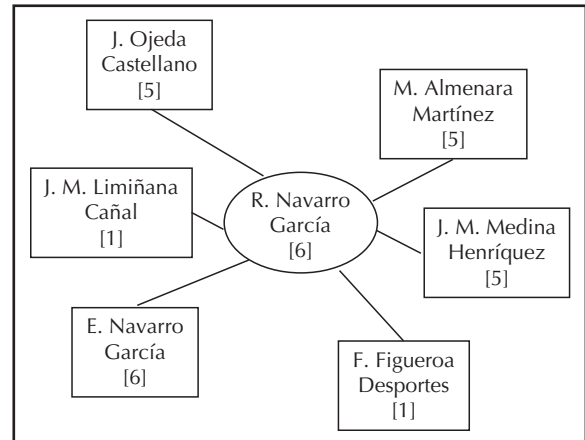 J. Ojeda
Castellano
[5]
M. Almenara
Martínez
[5]
J. M. Limiñana
Cañal
[1]
R. Navarro
García
[6]
J. M. Medina
Henríquez
[5]
E. Navarro
García
[6]
F. Figueroa
Desportes
[1]